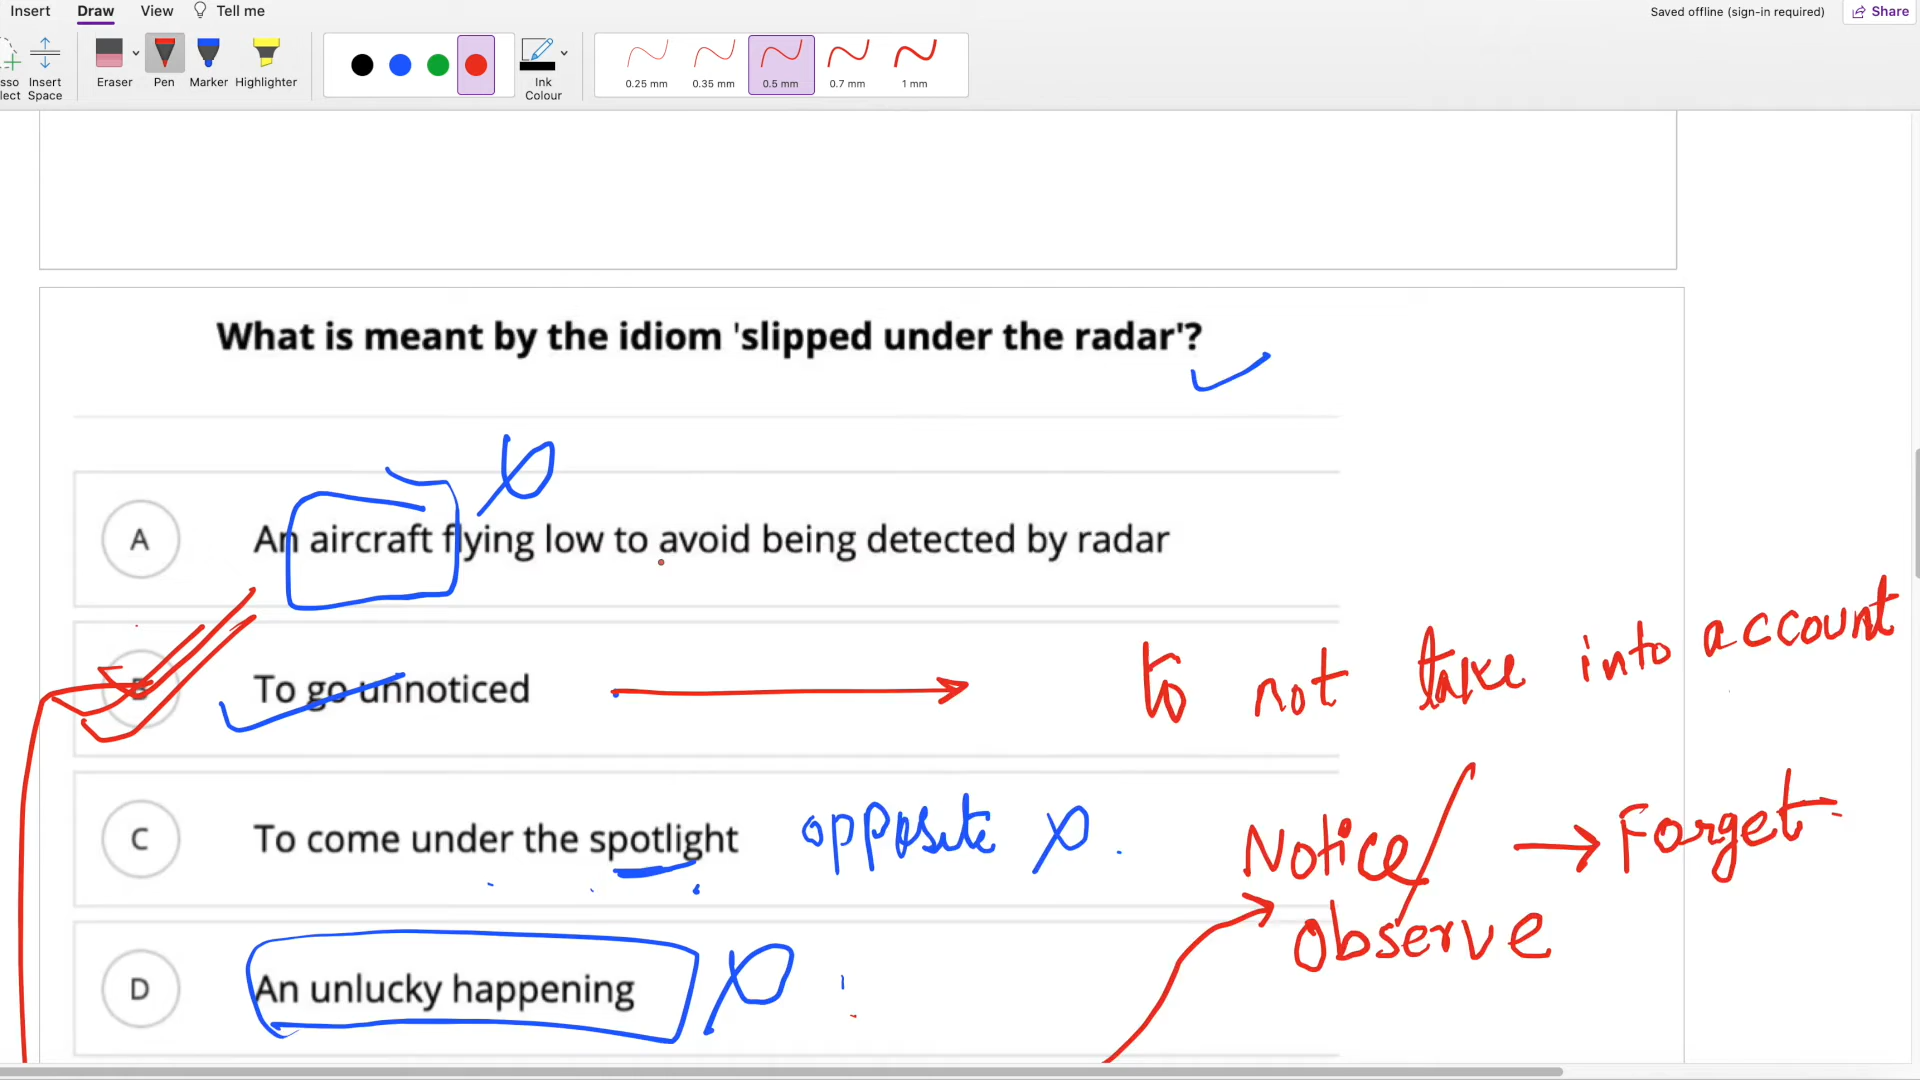 Insert Draw View Tell me
Saved offline (sign-in required) Share
Insert Space
Eraser Pen Marker Highlighter
Ink Colour
0.25 mm 0.35 mm 0.5 mm 0.7 mm 1 mm
What is meant by the idiom 'slipped under the radar'?
A An aircraft flying low to avoid being detected by radar
B To go unnoticed to not take into account
C To come under the spotlight opposite
Notice → Forget
observe
D An unlucky happening